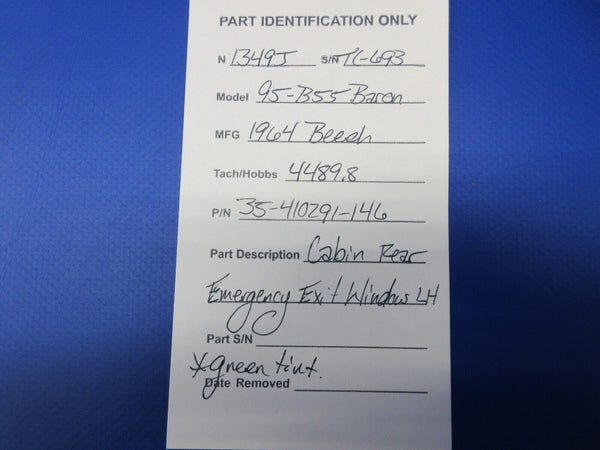 PART IDENTIFICATION ONLY
N 1349J S/N TC-693
Model 95-B55 Baron
MFG 1964 Beech
Tach/Hobbs 4489.8
P/N 35-410291-146
Part Description Cabin Rear
Emergency Exit Window LH
Part S/N
*green tint.
Date Removed